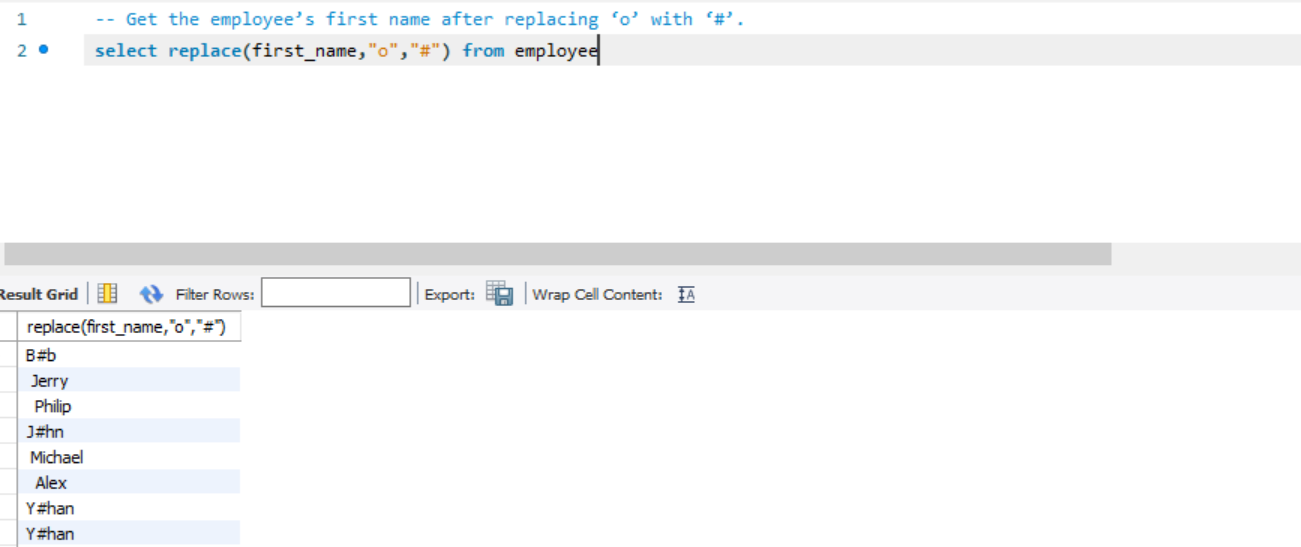 1 -- Get the employee’s first name after replacing ‘o’ with ‘#’.
2 select replace(first_name,"o","#") from employee
Result Grid Filter Rows: Export: Wrap Cell Content: IA
replace(first_name,"o","#")
B#b
Jerry
Philip
J#hn
Michael
Alex
Y#han
Y#han